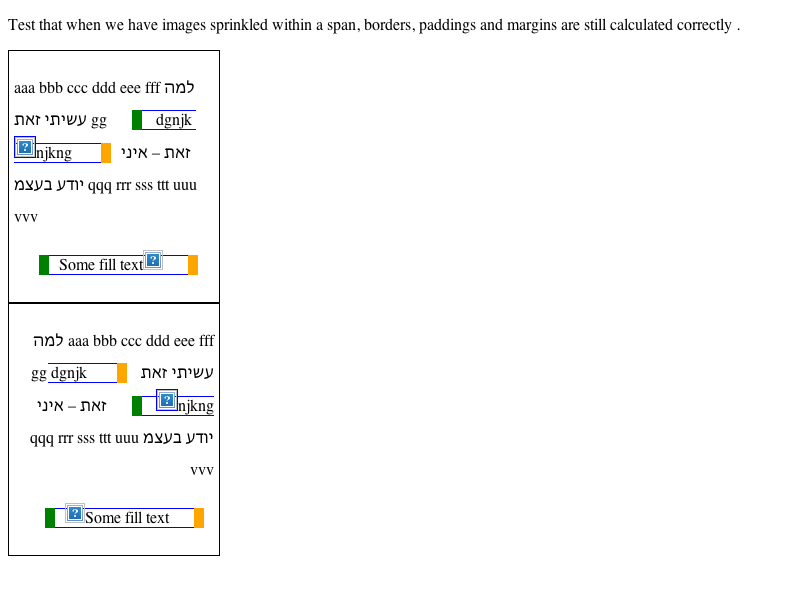 Test that when we have images sprinkled within a span, borders, paddings and margins are still calculated correctly .
aaa bbb ccc ddd eee fff למה
עשיתי זאת gg dgnjk
njkng זאת – איני
יודע בעצמ qqq rrr sss ttt uuu
vvv
Some fill text
aaa bbb ccc ddd eee fff למה
עשיתי זאת gg dgnjk
njkng זאת – איני
יודע בעצמ qqq rrr sss ttt uuu
vvv
Some fill text